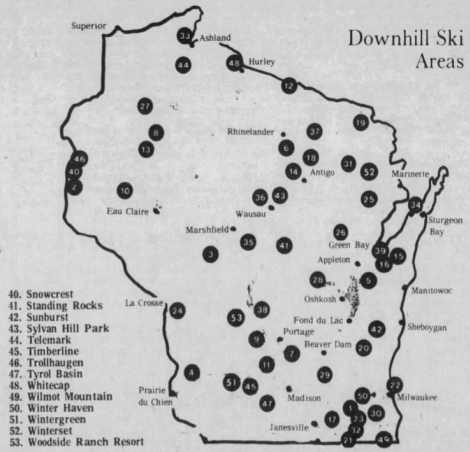 Downhill Ski
Areas
Superior
33
Ashland
44
48
Hurley
12
27
19
8
Rhinelander
37
13
6
18
31
46
14
Antigo
52
Marinette
40
2
10
36
43
25
34
Eau Claire
Wausau
Sturgeon
Bay
Marshfield
35
41
26
Green Bay
39
15
3
Appleton
16
28
5
Manitowoc
Oshkosh
La Crosse
24
53
38
Fond du Lac
42
Sheboygan
9
Portage
20
7
Beaver Dam
11
4
29
51
45
Madison
22
Prairie
du Chien
47
50
Milwaukee
1
30
17
23
Janesville
32
21
49
40. Snowcrest
41. Standing Rocks
42. Sunburst
43. Sylvan Hill Park
44. Telemark
45. Timberline
46. Trollhaugen
47. Tyrol Basin
48. Whitecap
49. Wilmot Mountain
50. Winter Haven
51. Wintergreen
52. Winterset
53. Woodside Ranch Resort